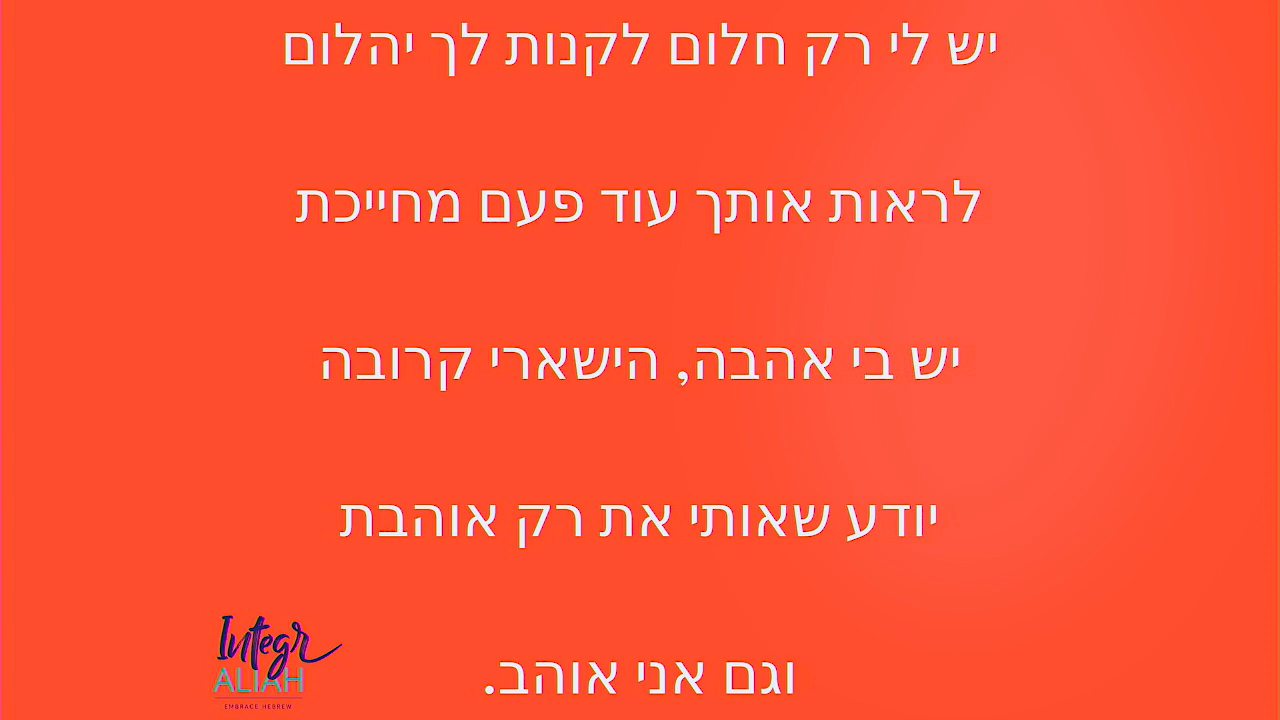 יש לי רק חלום לקנות לך יהלום
לראות אותך עוד פעם מחייכת
יש בי אהבה, הישארי קרובה
יודע שאותי את רק אוהבת
וגם אני אוהב.
Integr
ALIAH
EMBRACE HEBREW